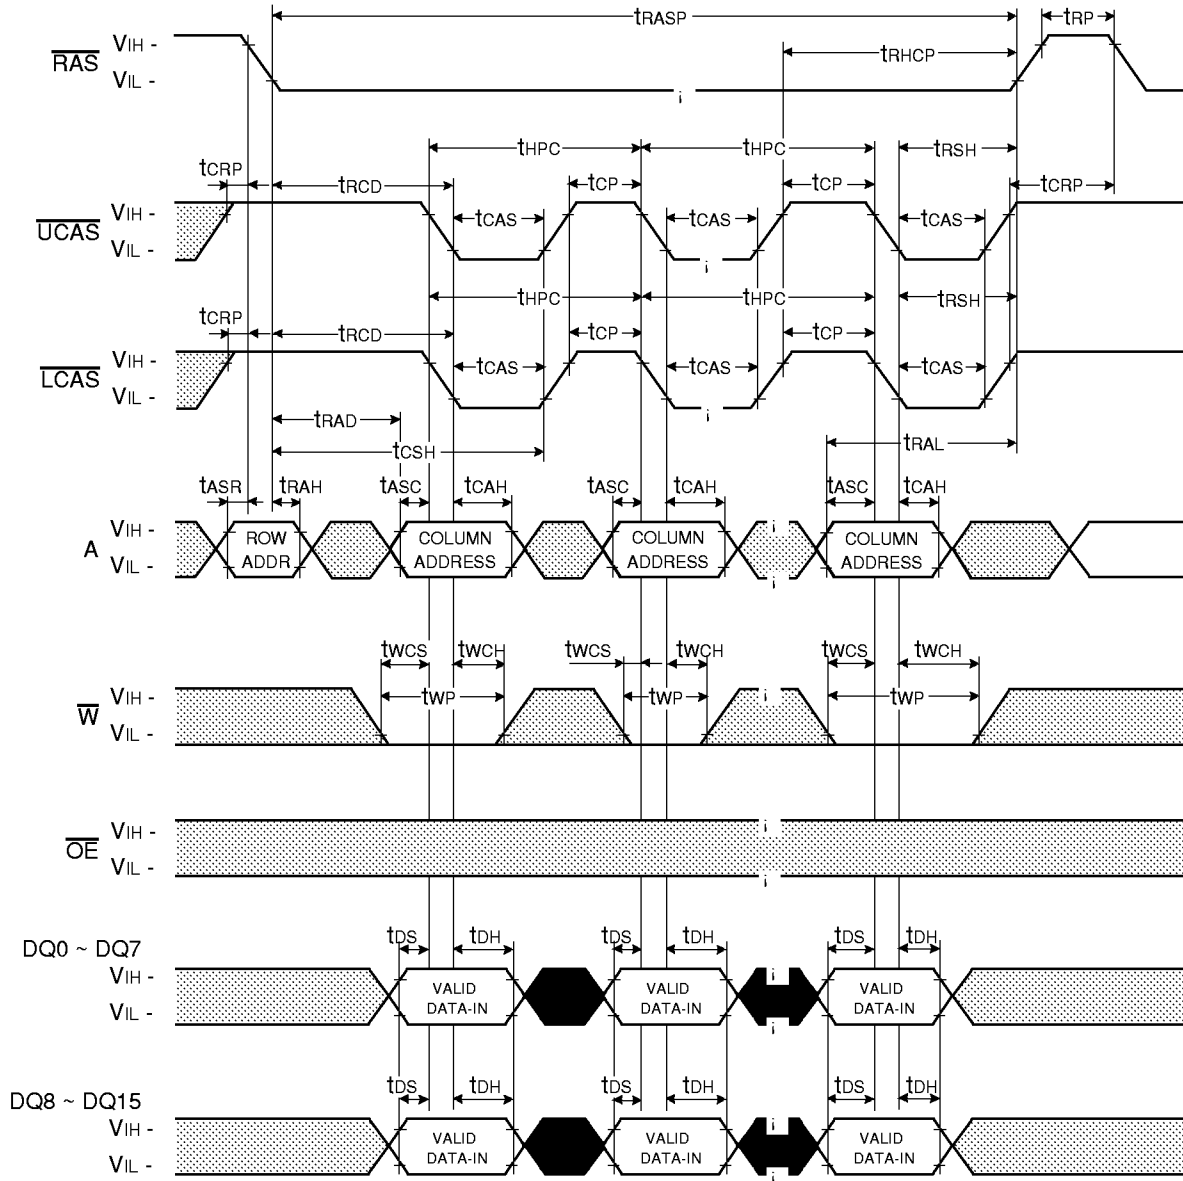 tRASP
tRP
RAS
VIH -
VIL -
tRHCP
tHPC
tHPC
tRSH
tCRP
tRCD
tCP
tCP
tCRP
UCAS
VIH -
VIL -
tCAS
tCAS
tCAS
tHPC
tHPC
tRSH
tCRP
tRCD
tCP
tCP
LCAS
VIH -
VIL -
tCAS
tCAS
tCAS
tRAD
tCSH
tRAL
tASR
tRAH
tASC
tCAH
tASC
tCAH
tASC
tCAH
A
VIH -
VIL -
ROW
ADDR
COLUMN
ADDRESS
COLUMN
ADDRESS
COLUMN
ADDRESS
tWCS
tWCH
tWCS
tWCH
tWCS
tWCH
W
VIH -
VIL -
tWP
tWP
tWP
OE
VIH -
VIL -
DQ0 ~ DQ7
tDS
tDH
tDS
tDH
tDS
tDH
VIH -
VIL -
VALID
DATA-IN
VALID
DATA-IN
VALID
DATA-IN
DQ8 ~ DQ15
tDS
tDH
tDS
tDH
tDS
tDH
VIH -
VIL -
VALID
DATA-IN
VALID
DATA-IN
VALID
DATA-IN